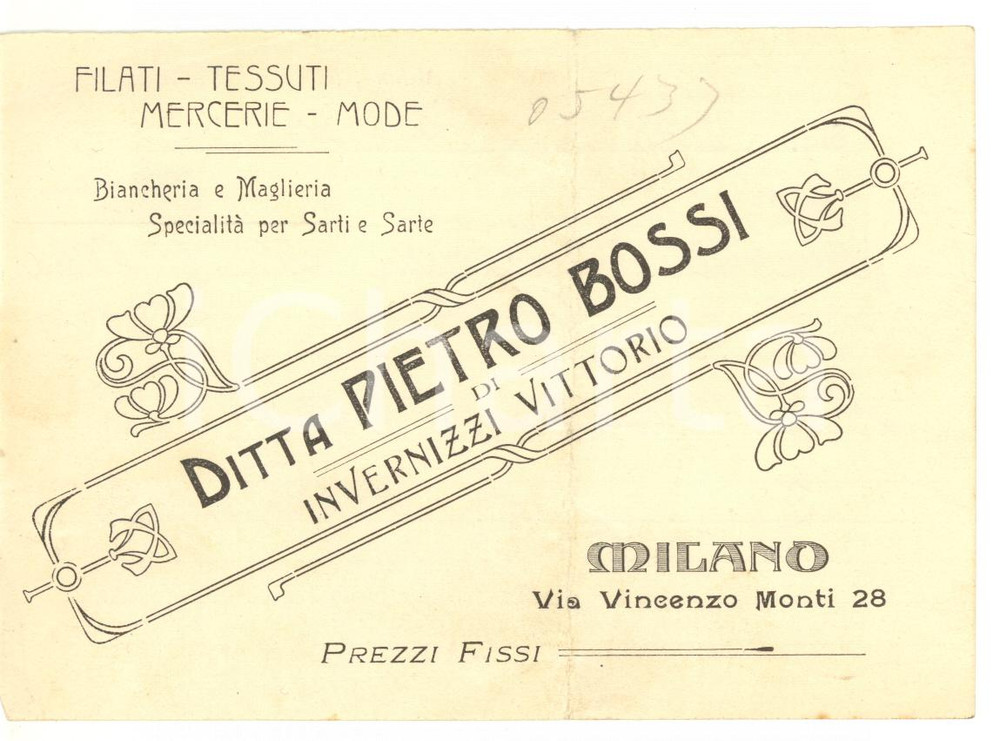 FILATI - TESSUTI
MERCERIE - MODE
05437
Biancheria e Maglieria
Specialità per Sarti e Sarte
DITTA PIETRO BOSSI
DI
INVERNIZZI VITTORIO
MILANO
Via Vincenzo Monti 28
PREZZI FISSI